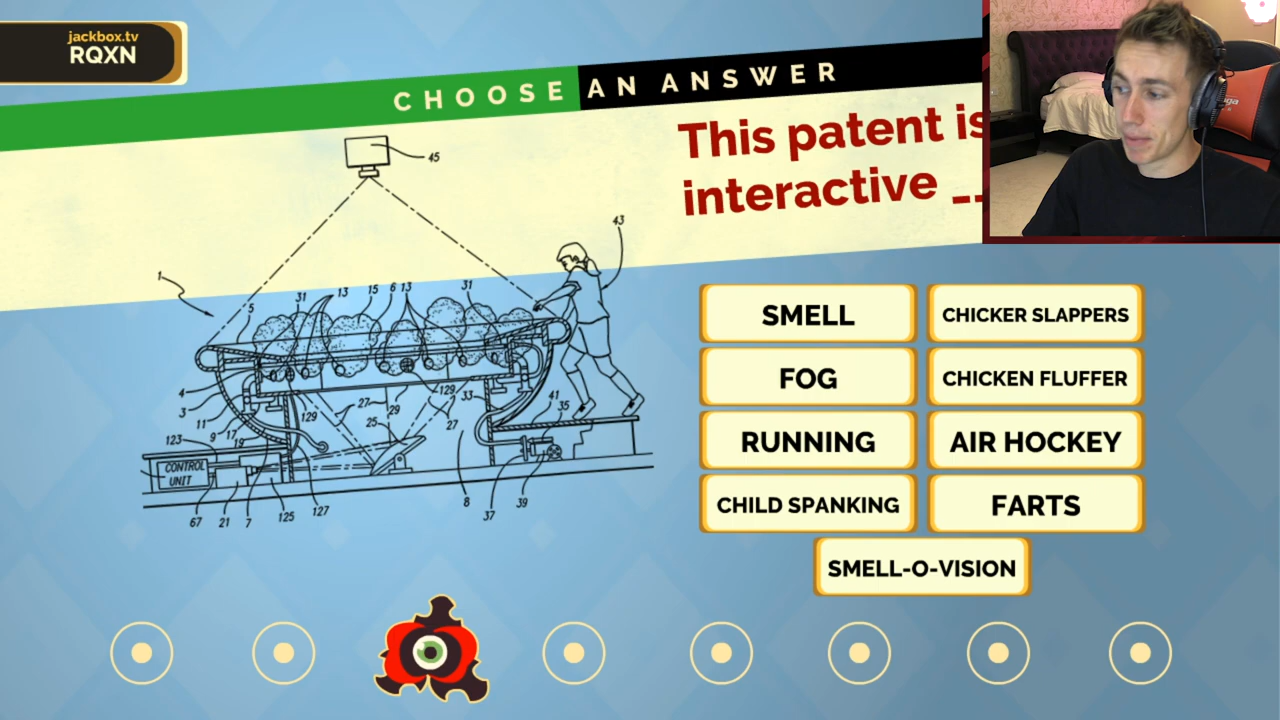 jackbox.tv
RQXN
CHOOSE AN ANSWER
This patent is
interactive __
45
43
1
5
31
13
15
6
13
31
4
3
11
9
17
19
129
27
29
25
129
27
33
41
35
123
CONTROL
UNIT
67
21
7
125
127
8
37
39
SMELL
CHICKER SLAPPERS
FOG
CHICKEN FLUFFER
RUNNING
AIR HOCKEY
CHILD SPANKING
FARTS
SMELL-O-VISION